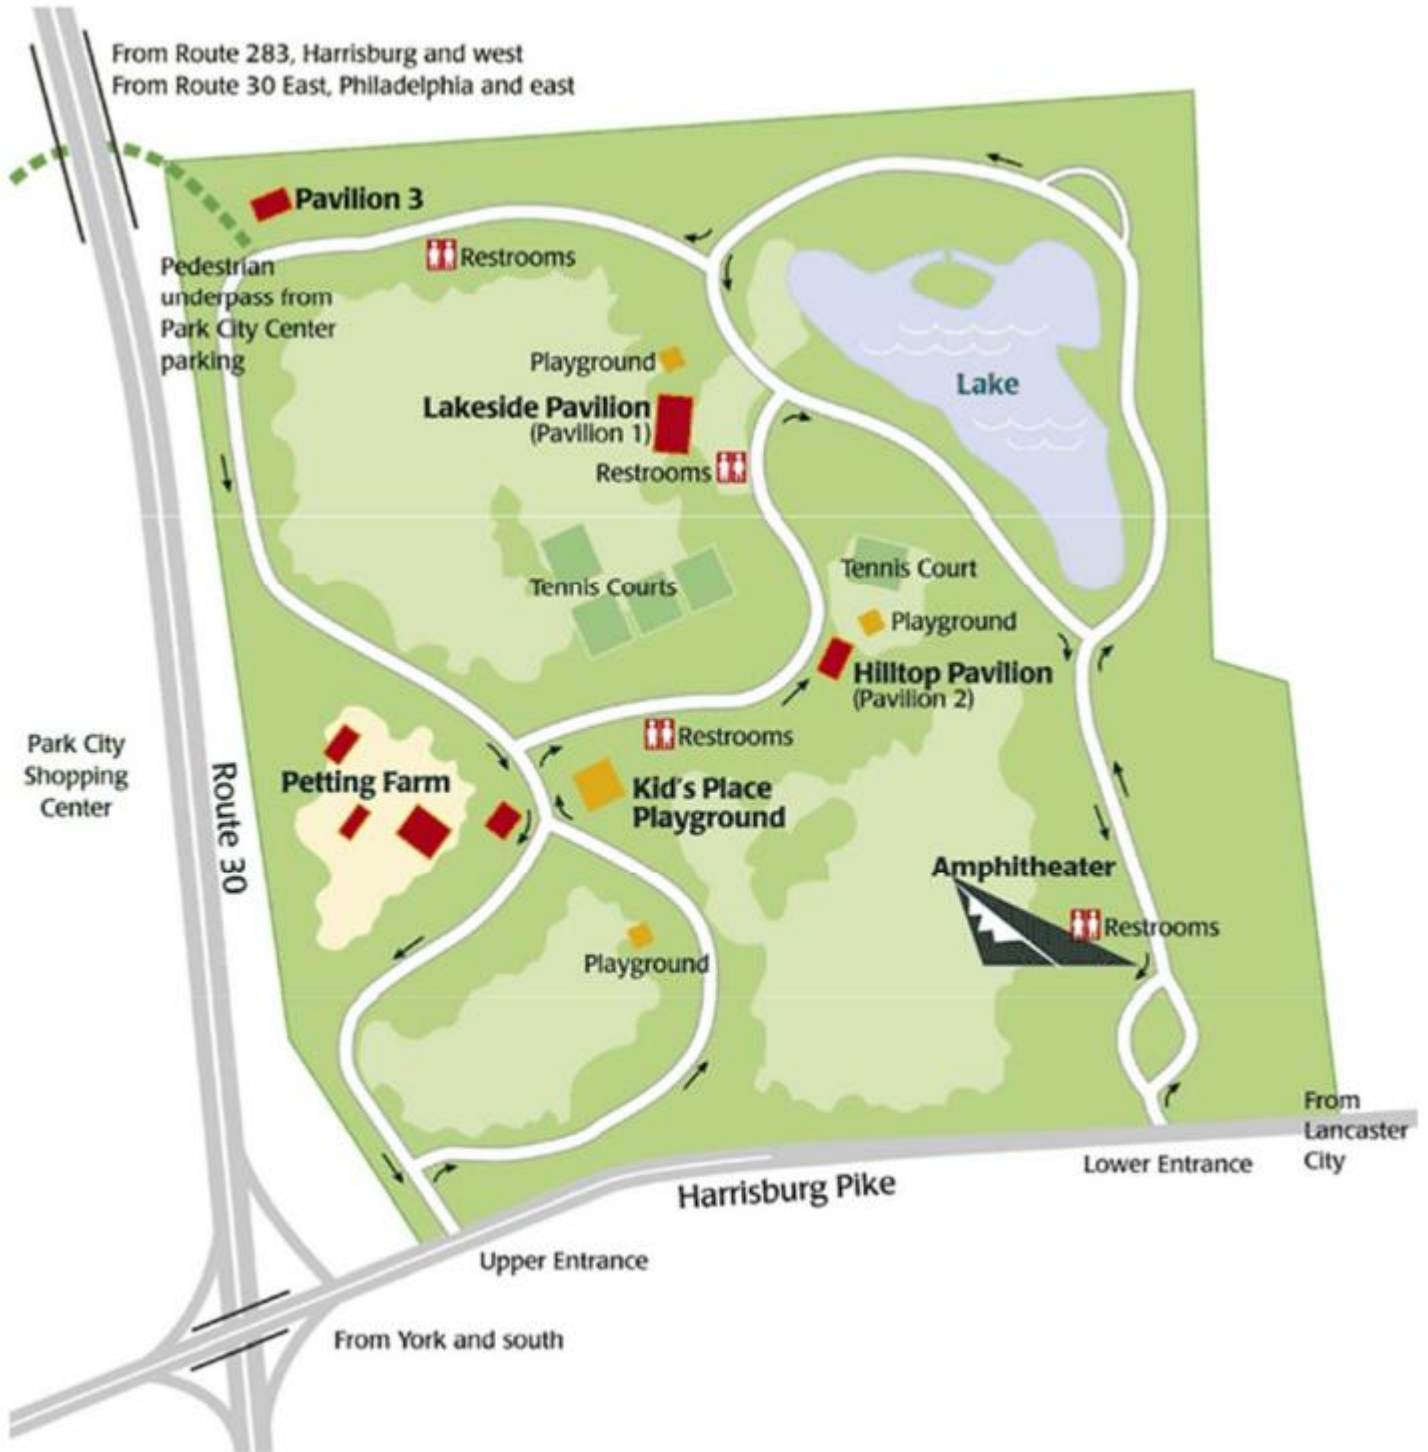 From Route 283, Harrisburg and west
From Route 30 East, Philadelphia and east
Pavilion 3
Restrooms
Pedestrian
underpass from
Park City Center
parking
Playground
Lakeside Pavilion
(Pavilion 1)
Restrooms
Lake
Tennis Courts
Tennis Court
Playground
Hilltop Pavilion
(Pavilion 2)
Restrooms
Park City
Shopping
Center
Route 30
Petting Farm
Kid's Place
Playground
Amphitheater
Restrooms
Playground
From
Lancaster
City
Lower Entrance
Harrisburg Pike
Upper Entrance
From York and south